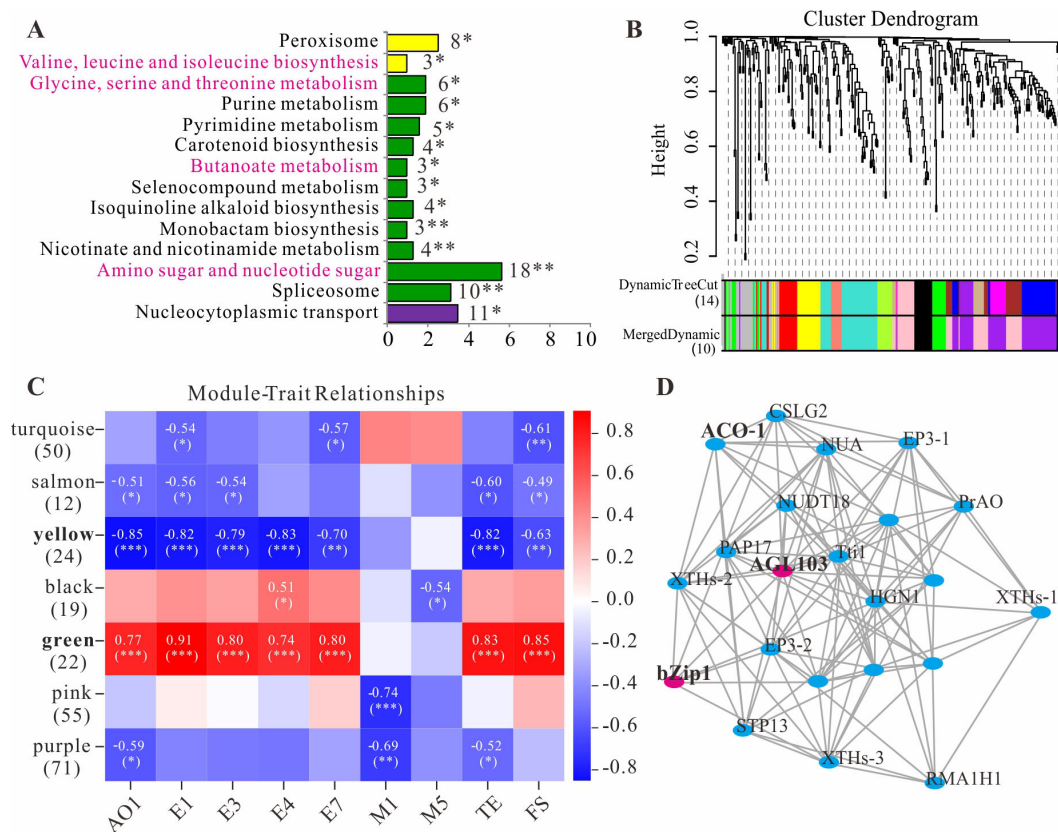 A
Peroxisome 8*
Valine, leucine and isoleucine biosynthesis 3*
Glycine, serine and threonine metabolism 6*
Purine metabolism 6*
Pyrimidine metabolism 5*
Carotenoid biosynthesis 4*
Butanoate metabolism 3*
Selenocompound metabolism 3*
Isoquinoline alkaloid biosynthesis 4*
Monobactam biosynthesis 3**
Nicotinate and nicotinamide metabolism 4**
Amino sugar and nucleotide sugar 18**
Spliceosome 10**
Nucleocytoplasmic transport 11*
0 2 4 6 8 10
B
Cluster Dendrogram
Height
1.0
0.8
0.6
0.4
0.2
DynamicTreeCut
(14)
MergedDynamic
(10)
C
Module-Trait Relationships
turquoise
(50)
-0.54 -0.57 -0.61
(*) (*) (**)
salmon
(12)
-0.51 -0.56 -0.54 -0.60 -0.49
(*) (*) (*) (*) (*)
yellow
(24)
-0.85 -0.82 -0.79 -0.83 -0.70 -0.82 -0.63
(***) (***) (***) (***) (**) (***) (**)
black
(19)
0.51 -0.54
(*) (*)
green
(22)
0.77 0.91 0.80 0.74 0.80 0.83 0.85
(***) (***) (***) (***) (***) (***) (***)
pink
(55)
-0.74
(***)
purple
(71)
-0.59 -0.69 -0.52
(*) (**) (*)
AO1 E1 E3 E4 E7 M1 M5 TE FS
0.8
0.6
0.4
0.2
0.0
-0.2
-0.4
-0.6
-0.8
D
CSLG2
ACO-1
NUA
EP3-1
NUDT18
PrAO
PAP17
Tti1
AGL103
XTHs-2
HGN1
XTHs-1
EP3-2
bZip1
STP13
XTHs-3
RMA1H1